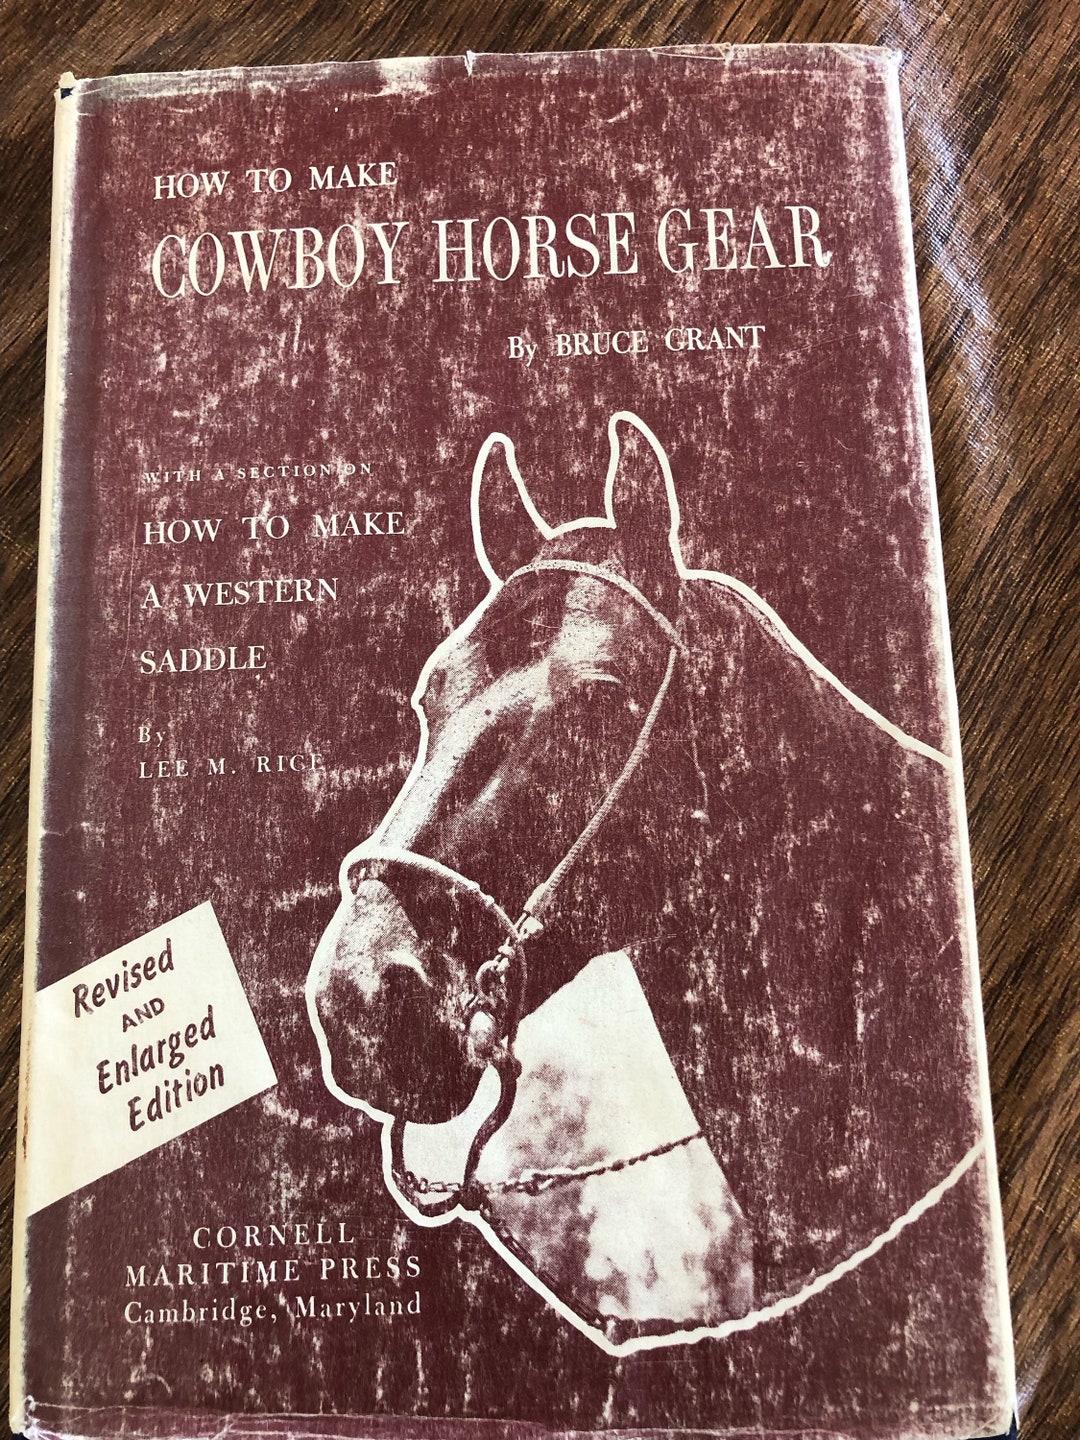 HOW TO MAKE
COWBOY HORSE GEAR
By BRUCE GRANT
WITH A SECTION ON
HOW TO MAKE
A WESTERN
SADDLE
By
LEE M. RICE
Revised
AND
Enlarged
Edition
CORNELL
MARITIME PRESS
Cambridge, Maryland